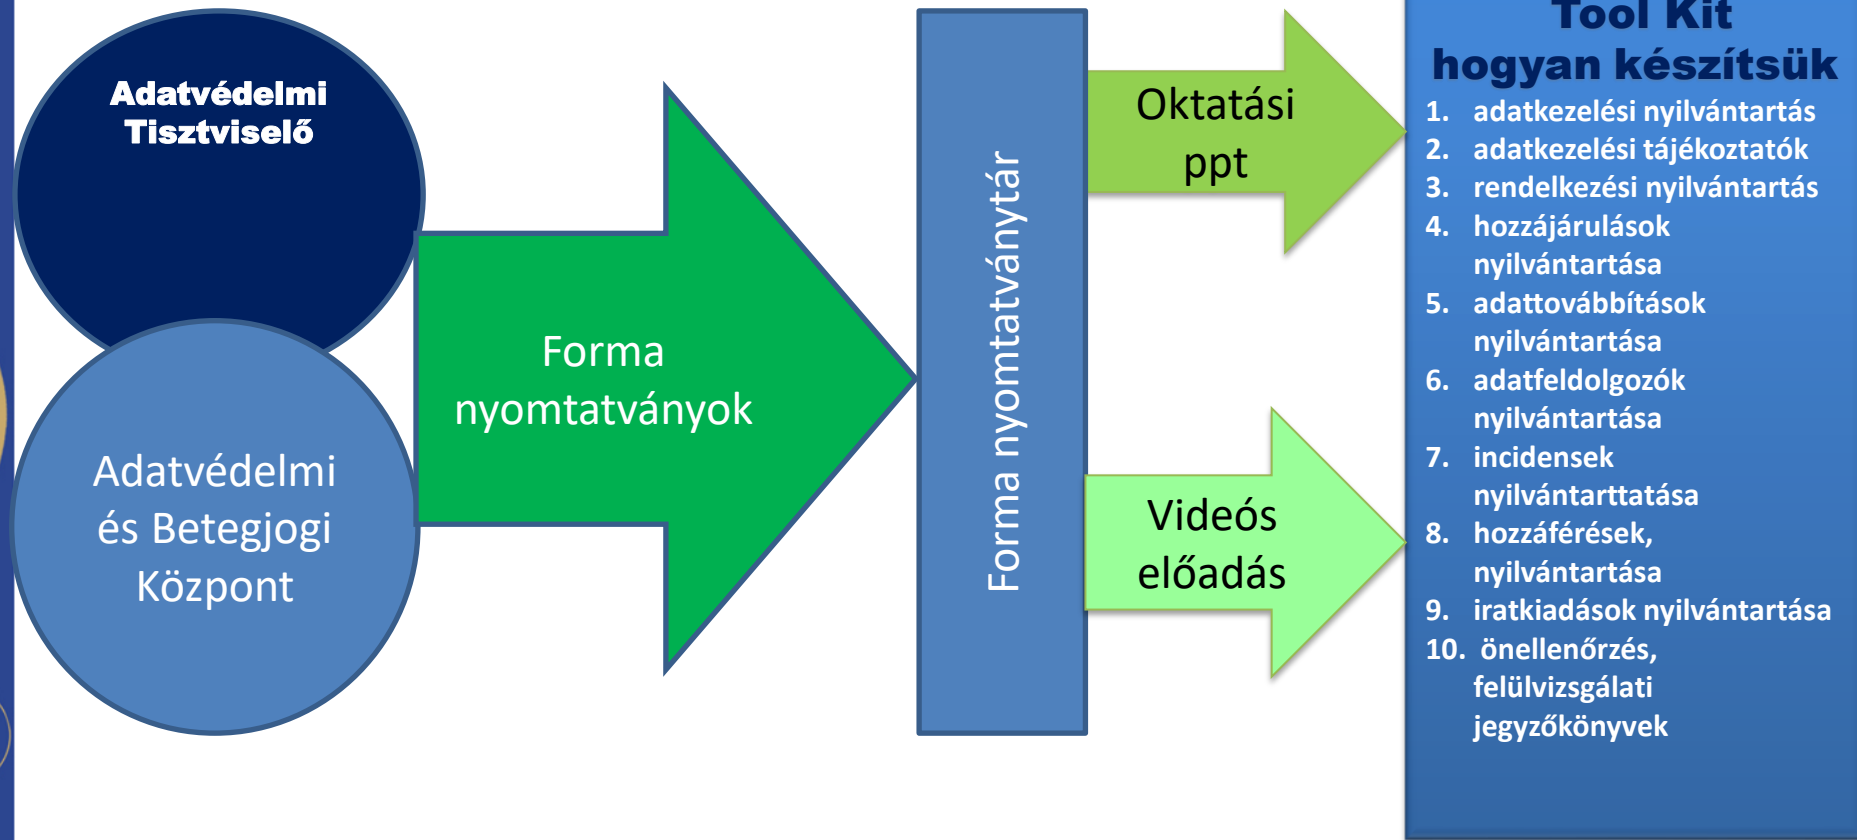 Adatvédelmi
Tisztviselő
Adatvédelmi
és Betegjogi
Központ
Forma
nyomtatványok
Forma nyomtatványtár
Oktatási
ppt
Videós
előadás
Tool Kit
hogyan készítsük
1. adatkezelési nyilvántartás
2. adatkezelési tájékoztatók
3. rendelkezési nyilvántartás
4. hozzájárulások
nyilvántartása
5. adattovábbítások
nyilvántartása
6. adatfeldolgozók
nyilvántartása
7. incidensek
nyilvántarttatása
8. hozzáférések,
nyilvántartása
9. iratkiadások nyilvántartása
10. önellenőrzés,
felülvizsgálati
jegyzőkönyvek